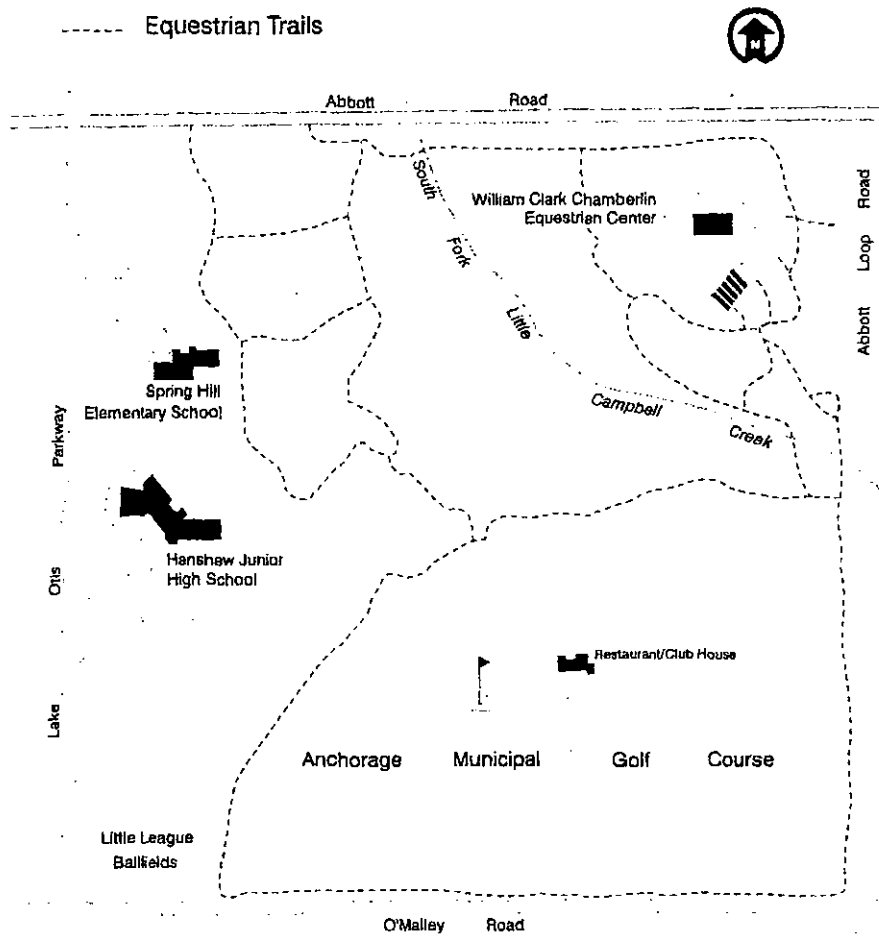 Equestrian Trails
N
Abbott Road
South Fork Little Campbell Creek
William Clark Chamberlin
Equestrian Center
Abbott Loop Road
Spring Hill
Elementary School
Hanshaw Junior
High School
Lake Otis Parkway
Restaurant/Club House
Anchorage Municipal Golf Course
Little League
Ballfields
O'Malley Road